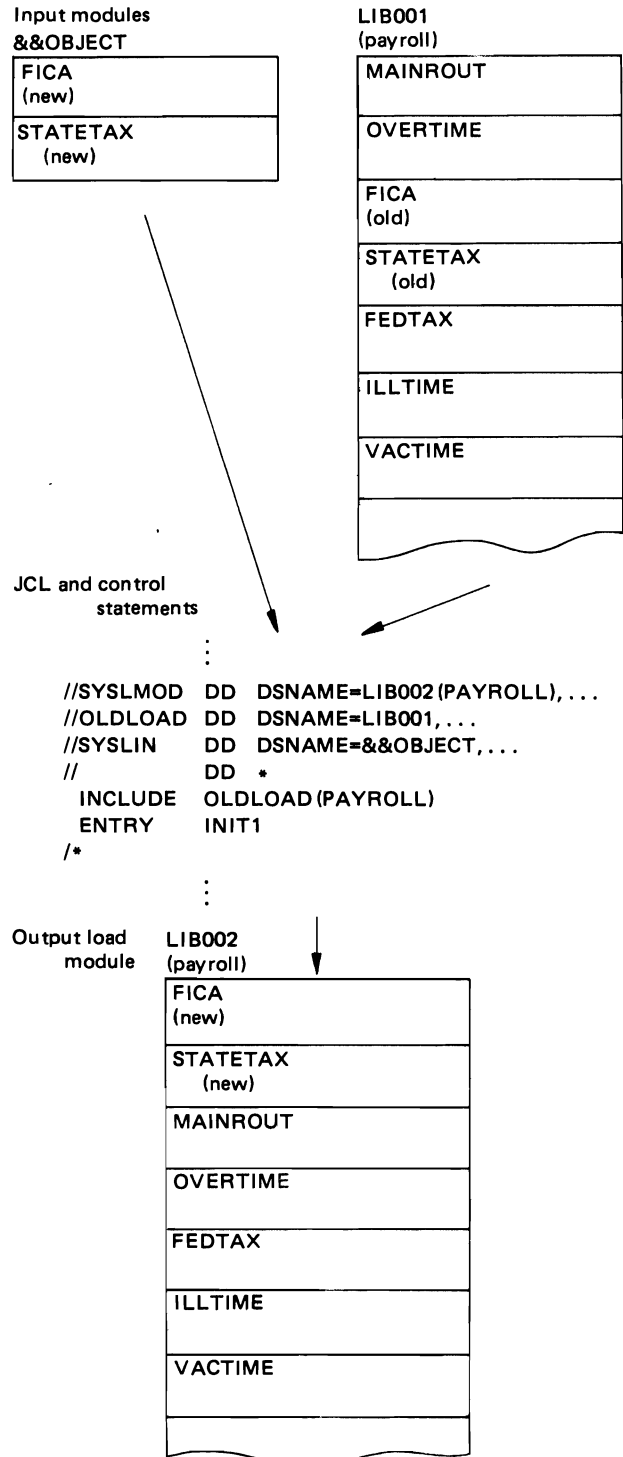 Input modules
&&OBJECT
FICA
(new)
STATETAX
(new)
LIB001
(payroll)
MAINROUT
OVERTIME
FICA
(old)
STATETAX
(old)
FEDTAX
ILLTIME
VACTIME
JCL and control
statements
//SYSLMOD DD DSNAME=LIB002(PAYROLL),...
//OLDLOAD DD DSNAME=LIB001,...
//SYSLIN DD DSNAME=&&OBJECT,...
// DD *
INCLUDE OLDLOAD(PAYROLL)
ENTRY INIT1
/*
Output load
module
LIB002
(payroll)
FICA
(new)
STATETAX
(new)
MAINROUT
OVERTIME
FEDTAX
ILLTIME
VACTIME